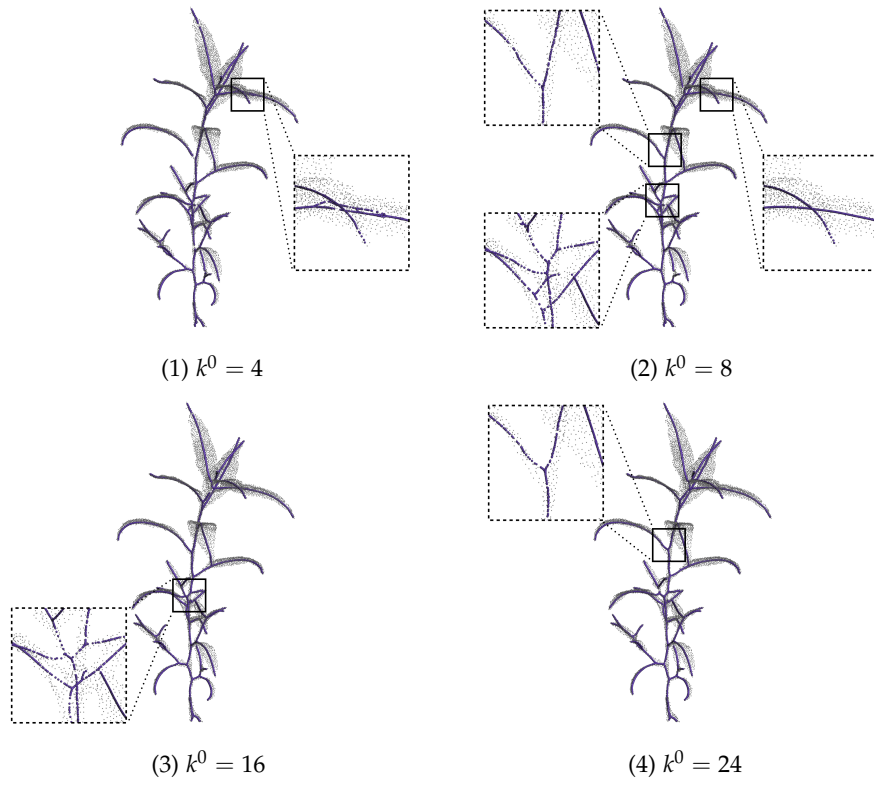 (1) k⁰ = 4
(2) k⁰ = 8
(3) k⁰ = 16
(4) k⁰ = 24